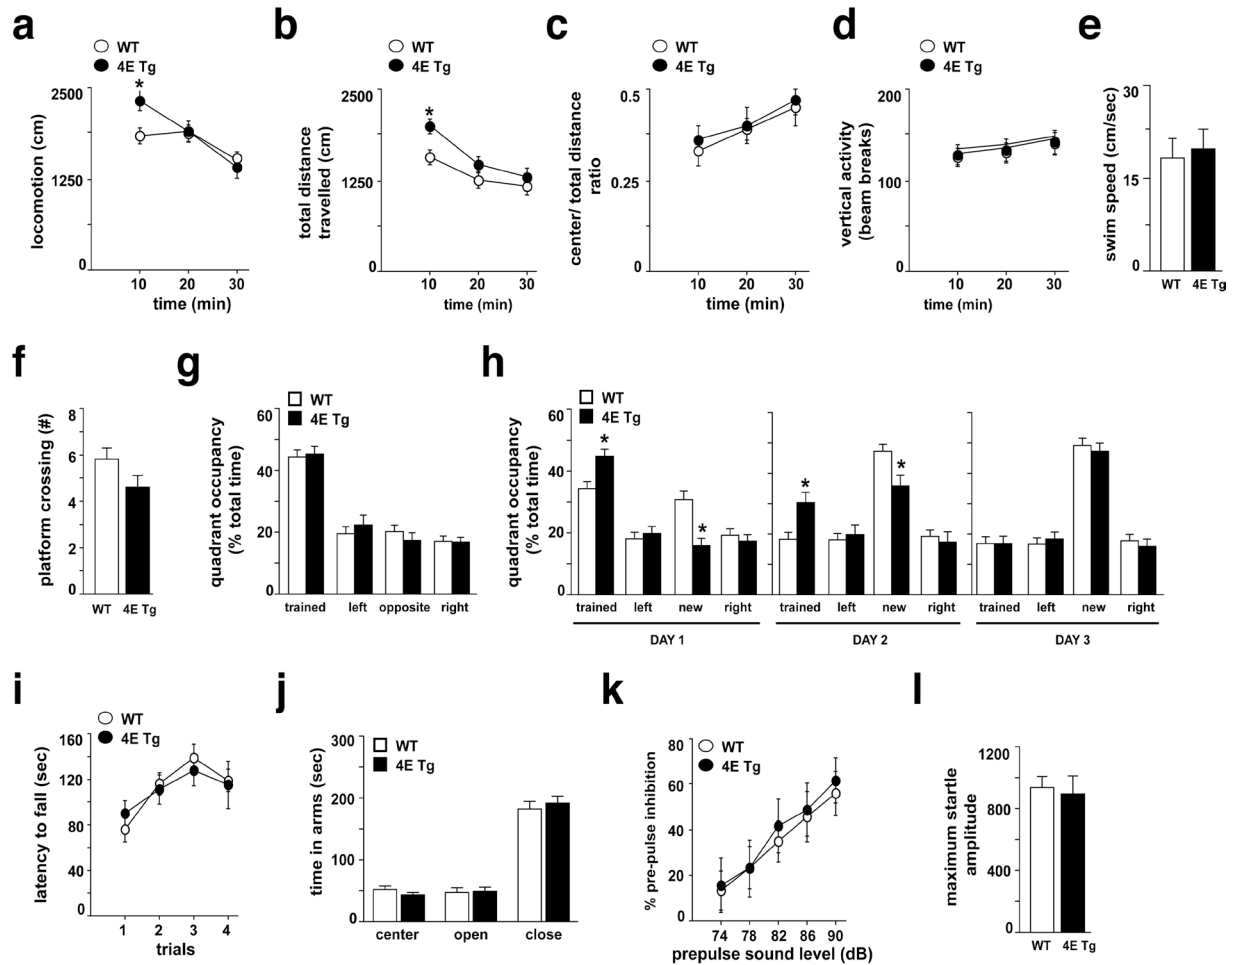 a
WT
4E Tg
*
2500
1250
0
locomotion (cm)
10 20 30
time (min)
b
WT
4E Tg
*
2500
1250
0
total distance
travelled (cm)
10 20 30
time (min)
c
WT
4E Tg
0.5
0.25
0
center/ total distance
ratio
10 20 30
time (min)
d
WT
4E Tg
200
100
0
vertical activity
(beam breaks)
10 20 30
time (min)
e
30
15
0
swim speed (cm/sec)
WT 4E Tg
f
8
6
4
2
0
platform crossing (#)
WT 4E Tg
g
WT
4E Tg
60
40
20
0
quadrant occupancy
(% total time)
trained left opposite right
h
WT
4E Tg
60
40
20
0
quadrant occupancy
(% total time)
* *
* *
trained left new right
trained left new right
trained left new right
DAY 1 DAY 2 DAY 3
i
WT
4E Tg
160
120
80
40
0
latency to fall (sec)
1 2 3 4
trials
j
WT
4E Tg
300
200
100
0
time in arms (sec)
center open close
k
WT
4E Tg
80
60
40
20
0
% pre-pulse inhibition
74 78 82 86 90
prepulse sound level (dB)
l
1200
800
400
0
maximum startle
amplitude
WT 4E Tg